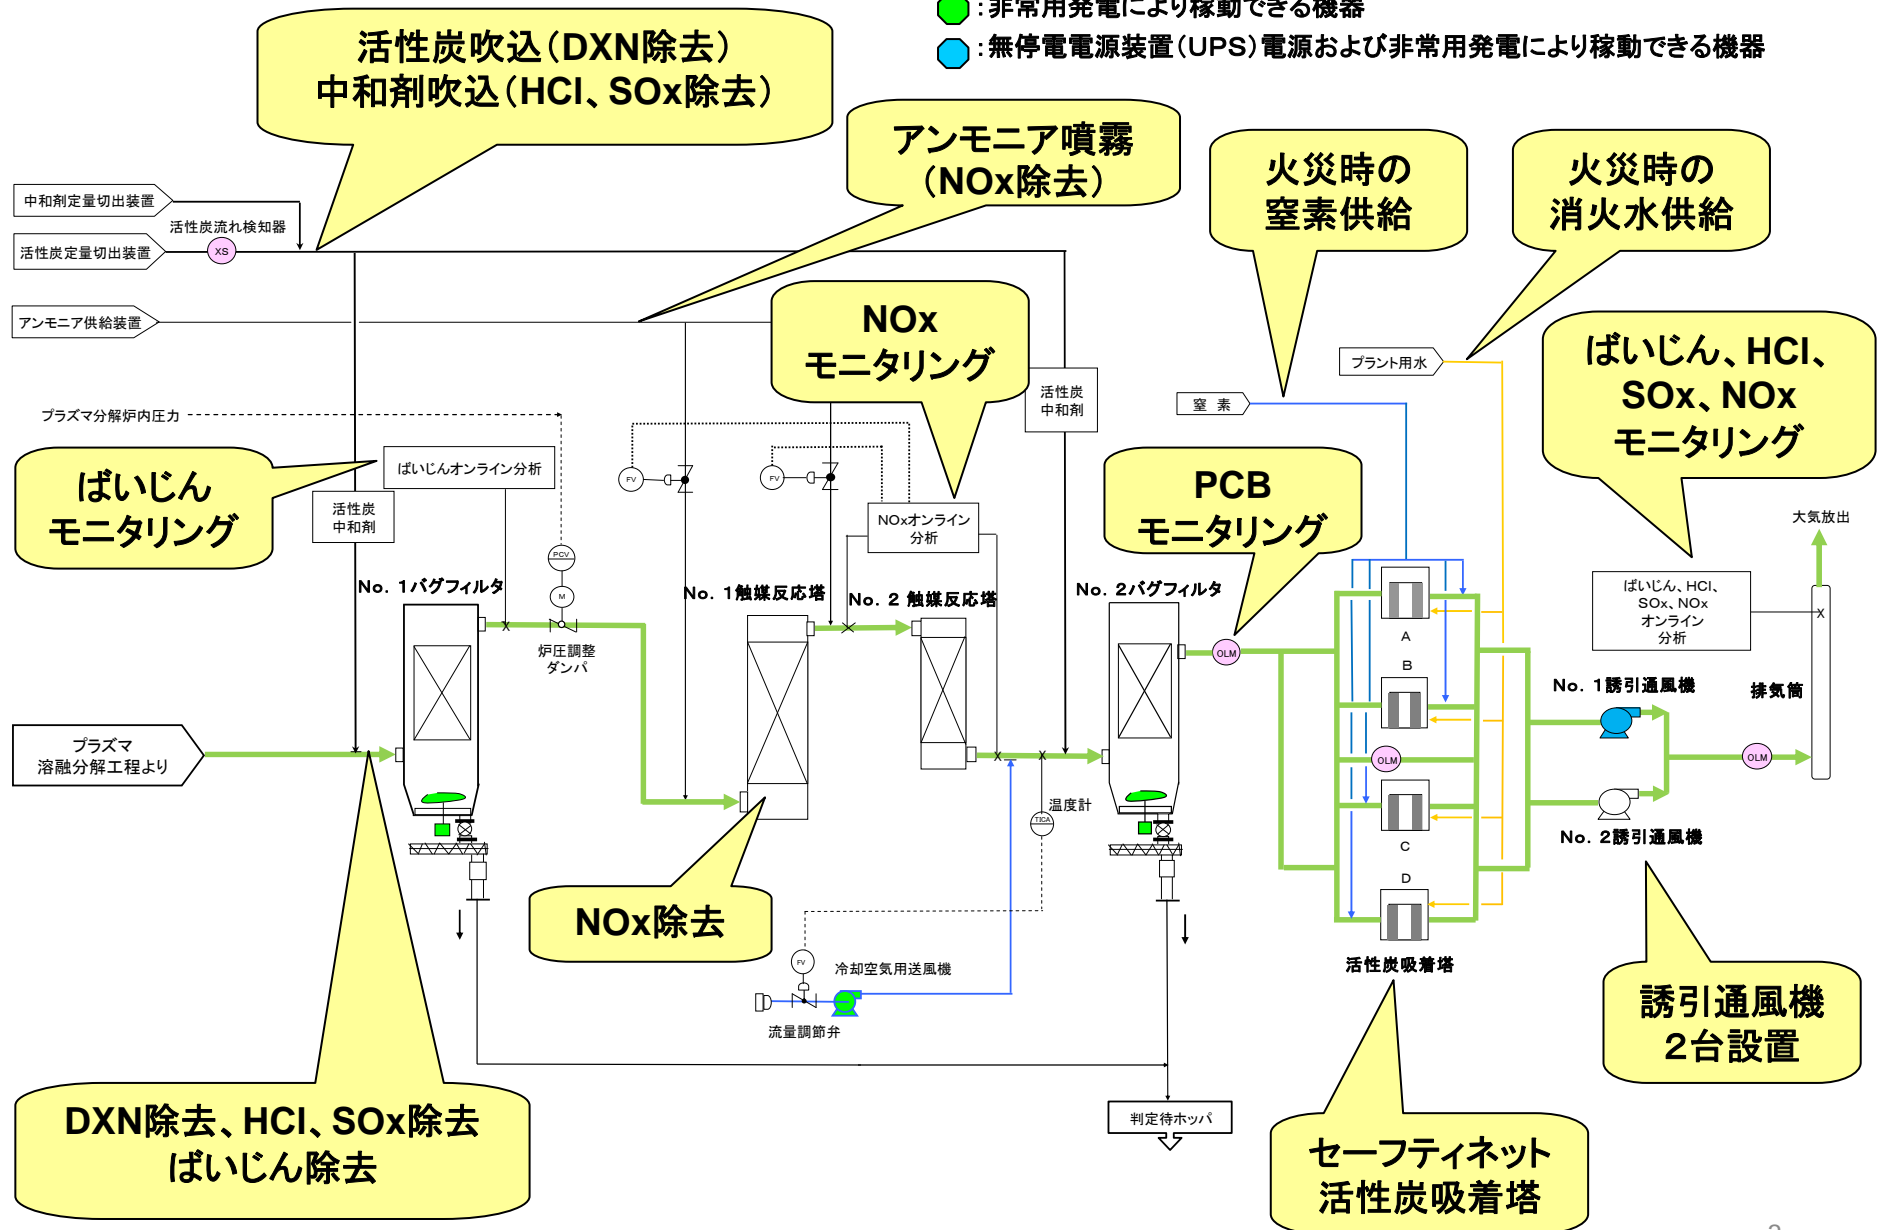 ：非常用発電により稼動できる機器
：無停電電源装置（UPS）電源および非常用発電により稼動できる機器
活性炭吹込（DXN除去）
中和剤吹込（HCl、SOx除去）
アンモニア噴霧
（NOx除去）
火災時の
窒素供給
火災時の
消火水供給
中和剤定量切出装置
活性炭流れ検知器
活性炭定量切出装置
XS
アンモニア供給装置
NOx
モニタリング
ばいじん、HCl、
SOx、NOx
モニタリング
プラント用水
窒 素
活性炭
中和剤
プラズマ分解炉内圧力
ばいじん
モニタリング
ばいじんオンライン分析
活性炭
中和剤
FV
FV
NOxオンライン
分析
PCB
モニタリング
大気放出
PCV
M
炉圧調整
ダンパ
No. 1バグフィルタ
No. 1触媒反応塔
No. 2 触媒反応塔
No. 2バグフィルタ
ばいじん、HCl、
SOx、NOx
オンライン
分析
X
X
X
X
OLM
A
B
OLM
C
D
No. 1誘引通風機
排気筒
OLM
No. 2誘引通風機
プラズマ
溶融分解工程より
温度計
TICA
NOx除去
FV
冷却空気用送風機
流量調節弁
活性炭吸着塔
誘引通風機
２台設置
DXN除去、HCl、SOx除去
ばいじん除去
判定待ホッパ
セーフティネット
活性炭吸着塔